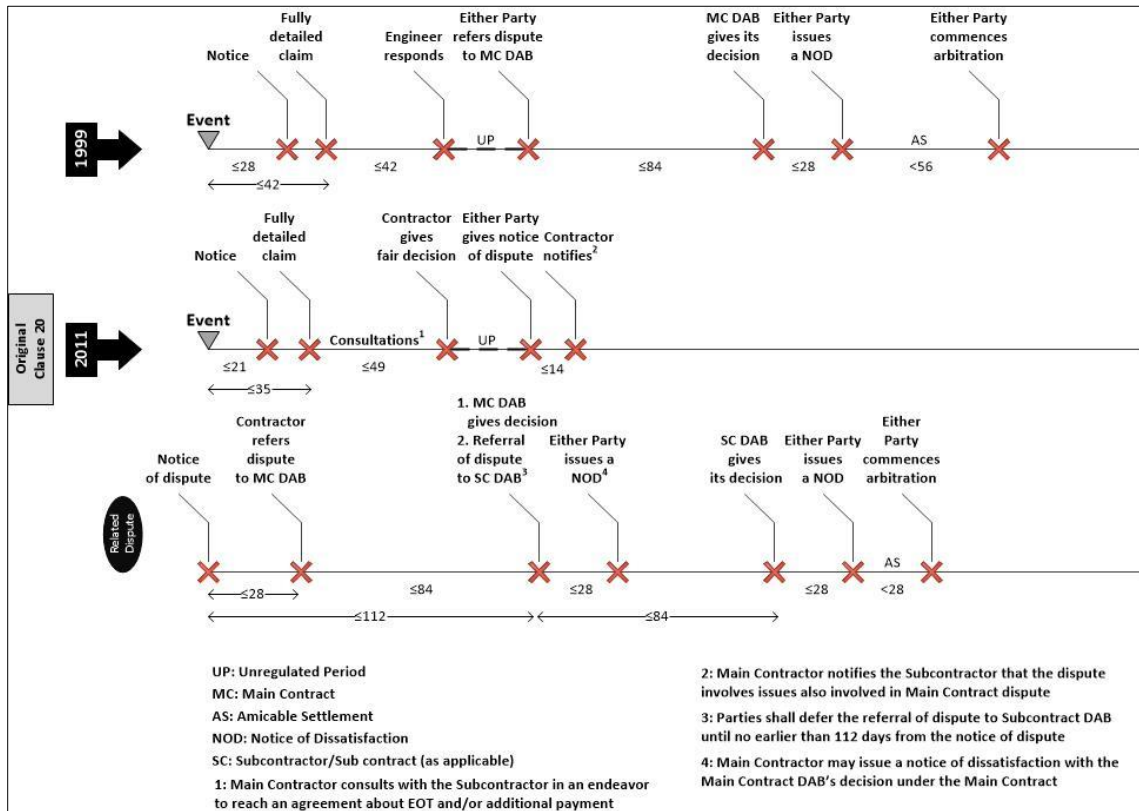 Notice
Fully
detailed
claim
Engineer
responds
Either Party
refers dispute
to MC DAB
MC DAB
gives its
decision
Either Party
issues
a NOD
Either Party
commences
arbitration
1999
Event
UP
AS
≤28
≤42
≤84
≤28
<56
≤42
Notice
Fully
detailed
claim
Contractor
gives
fair decision
Either Party
gives notice
of dispute
Contractor
notifies²
Original
Clause 20
2011
Event
Consultations¹
UP
≤21
≤49
≤14
≤35
Notice
of dispute
Contractor
refers
dispute
to MC DAB
1. MC DAB
gives decision
2. Referral
of dispute
to SC DAB³
Either Party
issues a
NOD⁴
SC DAB
gives
its decision
Either Party
issues
a NOD
Either
Party
commences
arbitration
Related
Dispute
AS
≤28
≤84
≤28
≤28
<28
≤112
≤84
UP: Unregulated Period
MC: Main Contract
AS: Amicable Settlement
NOD: Notice of Dissatisfaction
SC: Subcontractor/Sub contract (as applicable)
1: Main Contractor consults with the Subcontractor in an endeavor
to reach an agreement about EOT and/or additional payment
2: Main Contractor notifies the Subcontractor that the dispute
involves issues also involved in Main Contract dispute
3: Parties shall defer the referral of dispute to Subcontract DAB
until no earlier than 112 days from the notice of dispute
4: Main Contractor may issue a notice of dissatisfaction with the
Main Contract DAB's decision under the Main Contract